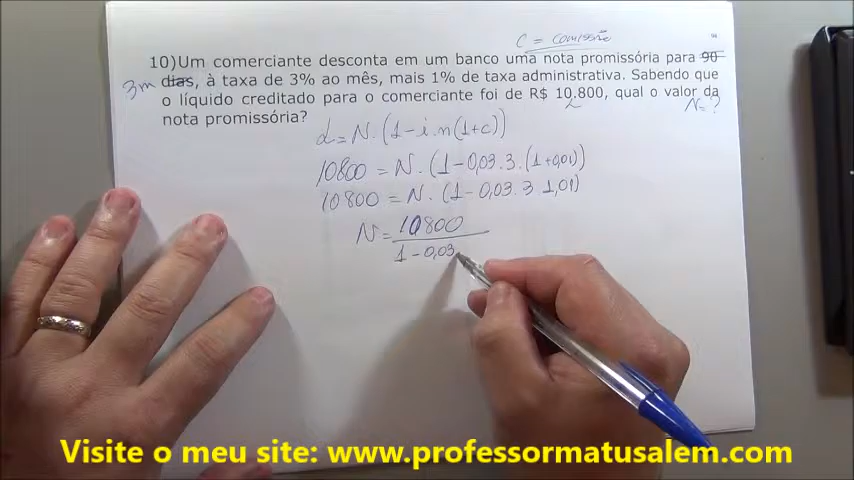 C = comissão
98
10)Um comerciante desconta em um banco uma nota promissória para 90
3m dias, à taxa de 3% ao mês, mais 1% de taxa administrativa. Sabendo que
o líquido creditado para o comerciante foi de R$ 10.800, qual o valor da
L N=?
nota promissória?
L=N.(1-i.n(1+c))
10800 = N.(1-0,03.3.(1+0,01))
10800 = N.(1-0,03.3.1,01)
N=10800
1-0,03
Visite o meu site: www.professormatusalem.com